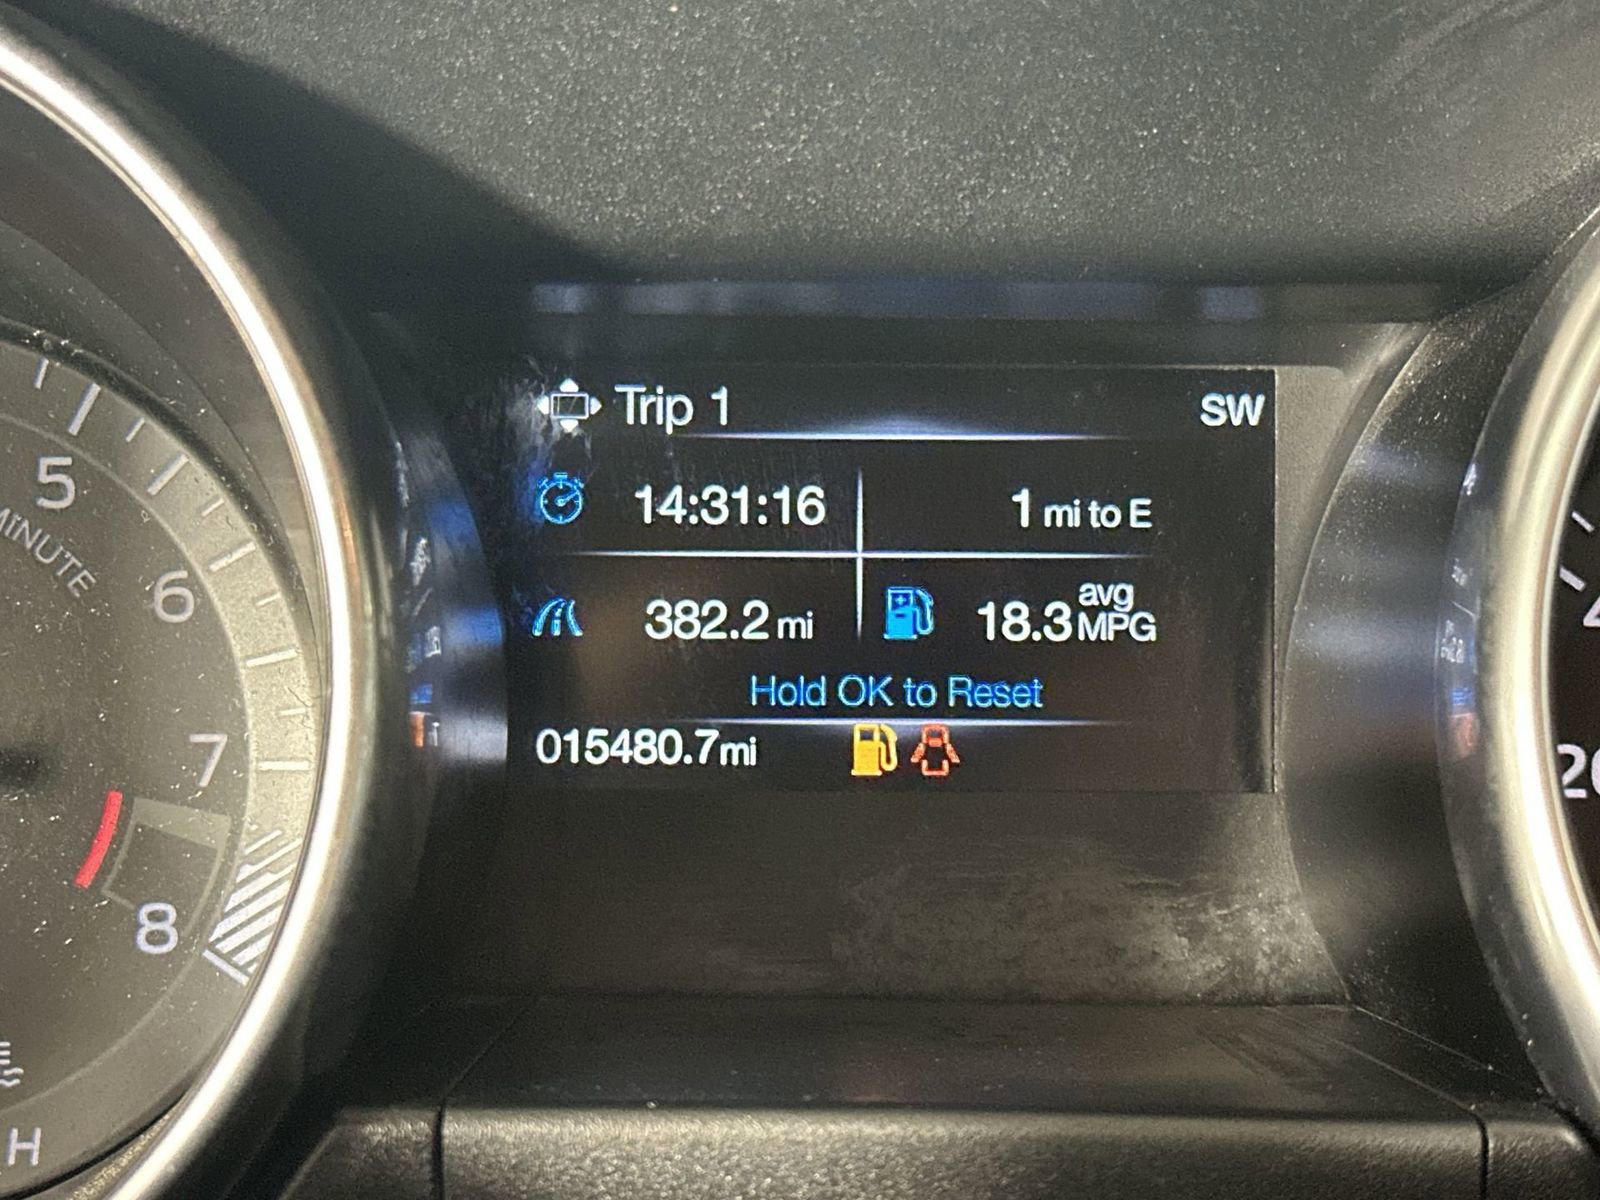 Trip 1
SW
14:31:16
1 mi to E
382.2 mi
18.3 avg MPG
Hold OK to Reset
015480.7mi
5
MINUTE
6
7
8
H
20